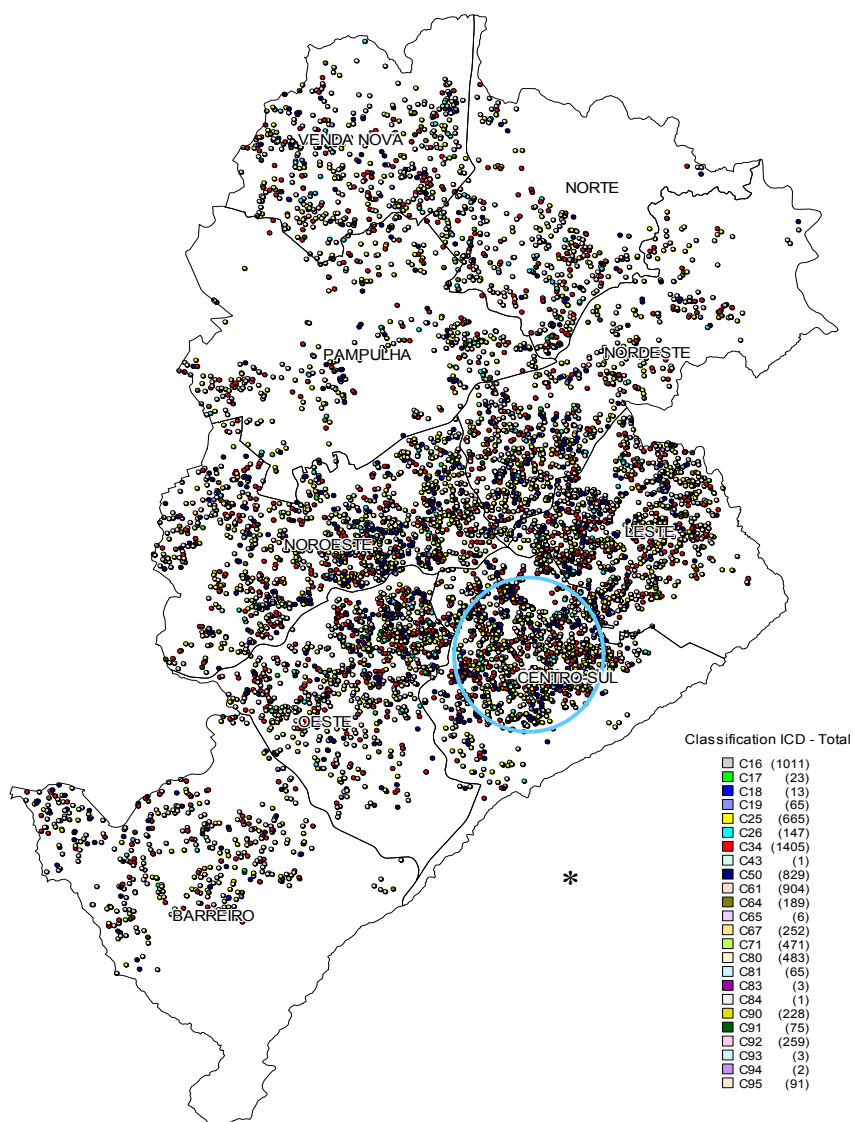 VENDA NOVA
NORTE
PAMPULHA
NORDESTE
NOROESTE
LESTE
CENTRO SUL
OESTE
BARREIRO
*
Classification ICD - Total
C16 (1011)
C17 (23)
C18 (13)
C19 (65)
C25 (665)
C26 (147)
C34 (1405)
C43 (1)
C50 (829)
C61 (904)
C64 (189)
C65 (6)
C67 (252)
C71 (471)
C80 (483)
C81 (65)
C83 (3)
C84 (1)
C90 (228)
C91 (75)
C92 (259)
C93 (3)
C94 (2)
C95 (91)